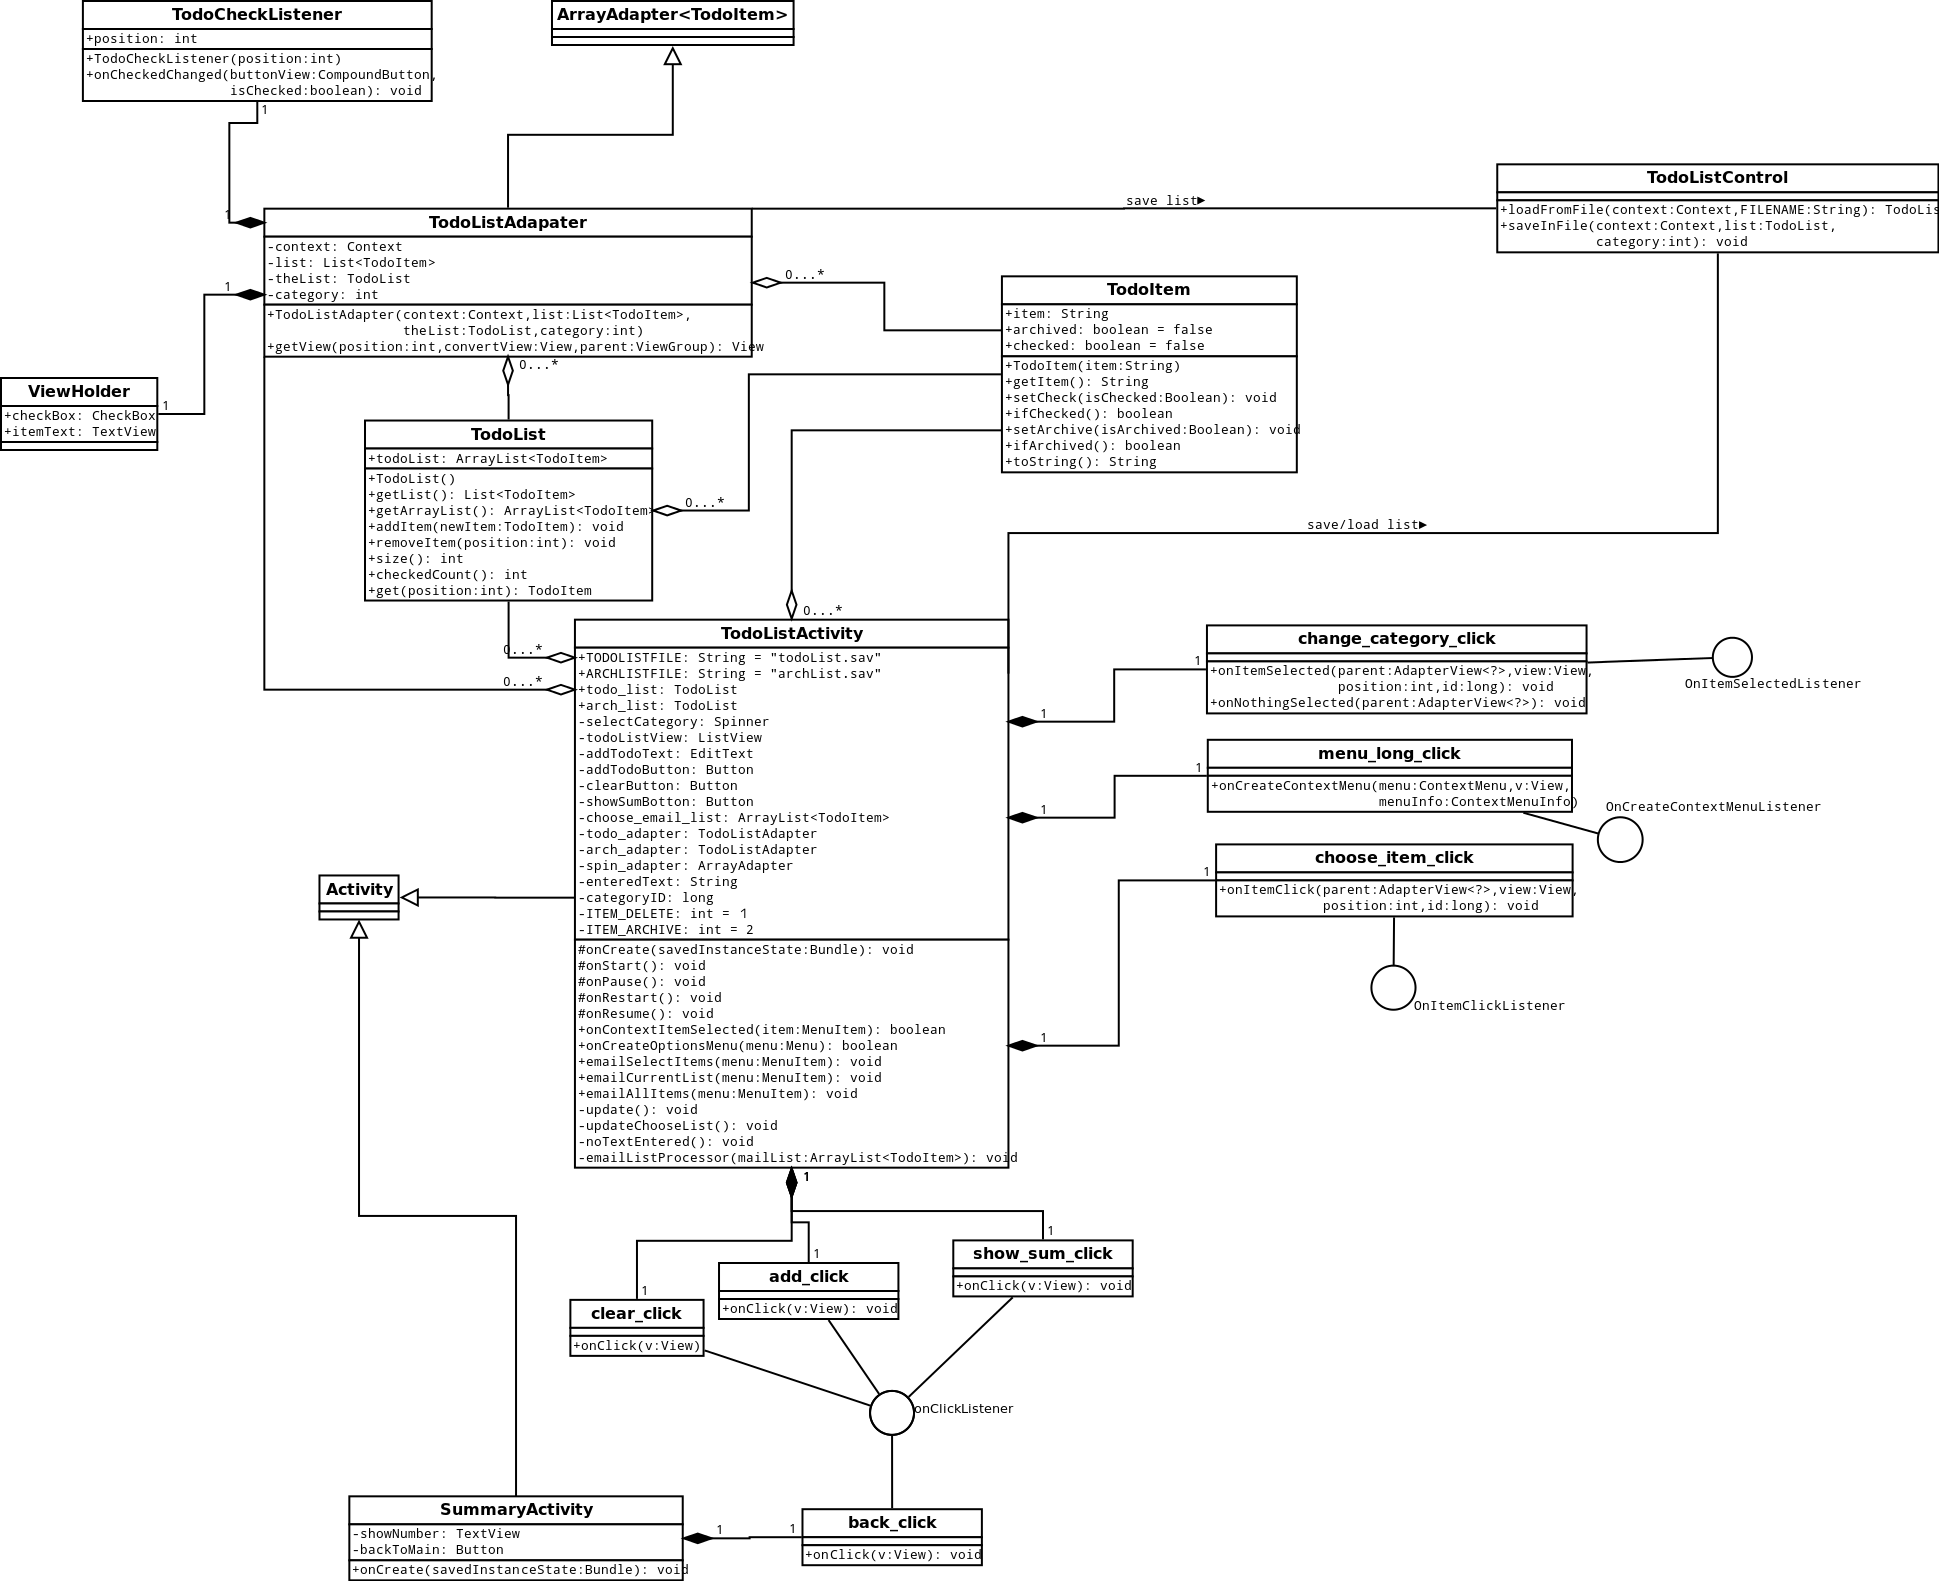 TodoCheckListener
+position: int
+TodoCheckListener(position:int)
+onCheckedChanged(buttonView:CompoundButton,
isChecked:boolean): void
1
ArrayAdapter<TodoItem>
TodoListControl
+loadFromFile(context:Context,FILENAME:String): TodoLis
+saveInFile(context:Context,list:TodoList,
category:int): void
save list►
1
TodoListAdapater
-context: Context
-list: List<TodoItem>
-theList: TodoList
-category: int
+TodoListAdapter(context:Context,list:List<TodoItem>,
theList:TodoList,category:int)
+getView(position:int,convertView:View,parent:ViewGroup): View
1
0...*
0...*
TodoItem
+item: String
+archived: boolean = false
+checked: boolean = false
+TodoItem(item:String)
+getItem(): String
+setCheck(isChecked:Boolean): void
+ifChecked(): boolean
+setArchive(isArchived:Boolean): void
+ifArchived(): boolean
+toString(): String
ViewHolder
+checkBox: CheckBox
+itemText: TextView
1
TodoList
+todoList: ArrayList<TodoItem>
+TodoList()
+getList(): List<TodoItem>
+getArrayList(): ArrayList<TodoItem>
+addItem(newItem:TodoItem): void
+removeItem(position:int): void
+size(): int
+checkedCount(): int
+get(position:int): TodoItem
0...*
save/load list►
0...*
0...*
0...*
TodoListActivity
+TODOLISTFILE: String = "todoList.sav"
+ARCHLISTFILE: String = "archList.sav"
+todo_list: TodoList
+arch_list: TodoList
-selectCategory: Spinner
-todoListView: ListView
-addTodoText: EditText
-addTodoButton: Button
-clearButton: Button
-showSumBotton: Button
-choose_email_list: ArrayList<TodoItem>
-todo_adapter: TodoListAdapter
-arch_adapter: TodoListAdapter
-spin_adapter: ArrayAdapter
-enteredText: String
-categoryID: long
-ITEM_DELETE: int = 1
-ITEM_ARCHIVE: int = 2
#onCreate(savedInstanceState:Bundle): void
#onStart(): void
#onPause(): void
#onRestart(): void
#onResume(): void
+onContextItemSelected(item:MenuItem): boolean
+onCreateOptionsMenu(menu:Menu): boolean
+emailSelectItems(menu:MenuItem): void
+emailCurrentList(menu:MenuItem): void
+emailAllItems(menu:MenuItem): void
-update(): void
-updateChooseList(): void
-noTextEntered(): void
-emailListProcessor(mailList:ArrayList<TodoItem>): void
1
1
change_category_click
+onItemSelected(parent:AdapterView<?>,view:View,
position:int,id:long): void
+onNothingSelected(parent:AdapterView<?>): void
OnItemSelectedListener
1
1
menu_long_click
+onCreateContextMenu(menu:ContextMenu,v:View,
menuInfo:ContextMenuInfo)
OnCreateContextMenuListener
1
1
choose_item_click
+onItemClick(parent:AdapterView<?>,view:View,
position:int,id:long): void
OnItemClickListener
Activity
1
1
show_sum_click
+onClick(v:View): void
1
add_click
+onClick(v:View): void
1
clear_click
+onClick(v:View)
onClickListener
SummaryActivity
-showNumber: TextView
-backToMain: Button
+onCreate(savedInstanceState:Bundle): void
1
1
back_click
+onClick(v:View): void